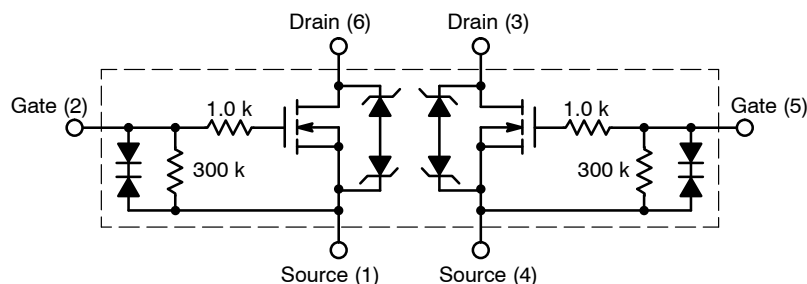 Drain (6)
Drain (3)
Gate (2)
1.0 k
1.0 k
Gate (5)
300 k
300 k
Source (1)
Source (4)